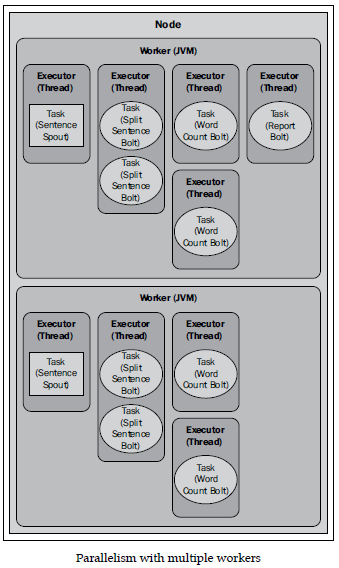 Node
Worker (JVM)
Executor
(Thread)
Task
(Sentence
Spout)
Executor
(Thread)
Task
(Split
Sentence
Bolt)
Task
(Split
Sentence
Bolt)
Executor
(Thread)
Task
(Word
Count Bolt)
Executor
(Thread)
Task
(Report
Bolt)
Executor
(Thread)
Task
(Word
Count Bolt)
Worker (JVM)
Executor
(Thread)
Task
(Sentence
Spout)
Executor
(Thread)
Task
(Split
Sentence
Bolt)
Task
(Split
Sentence
Bolt)
Executor
(Thread)
Task
(Word
Count Bolt)
Executor
(Thread)
Task
(Word
Count Bolt)
Parallelism with multiple workers